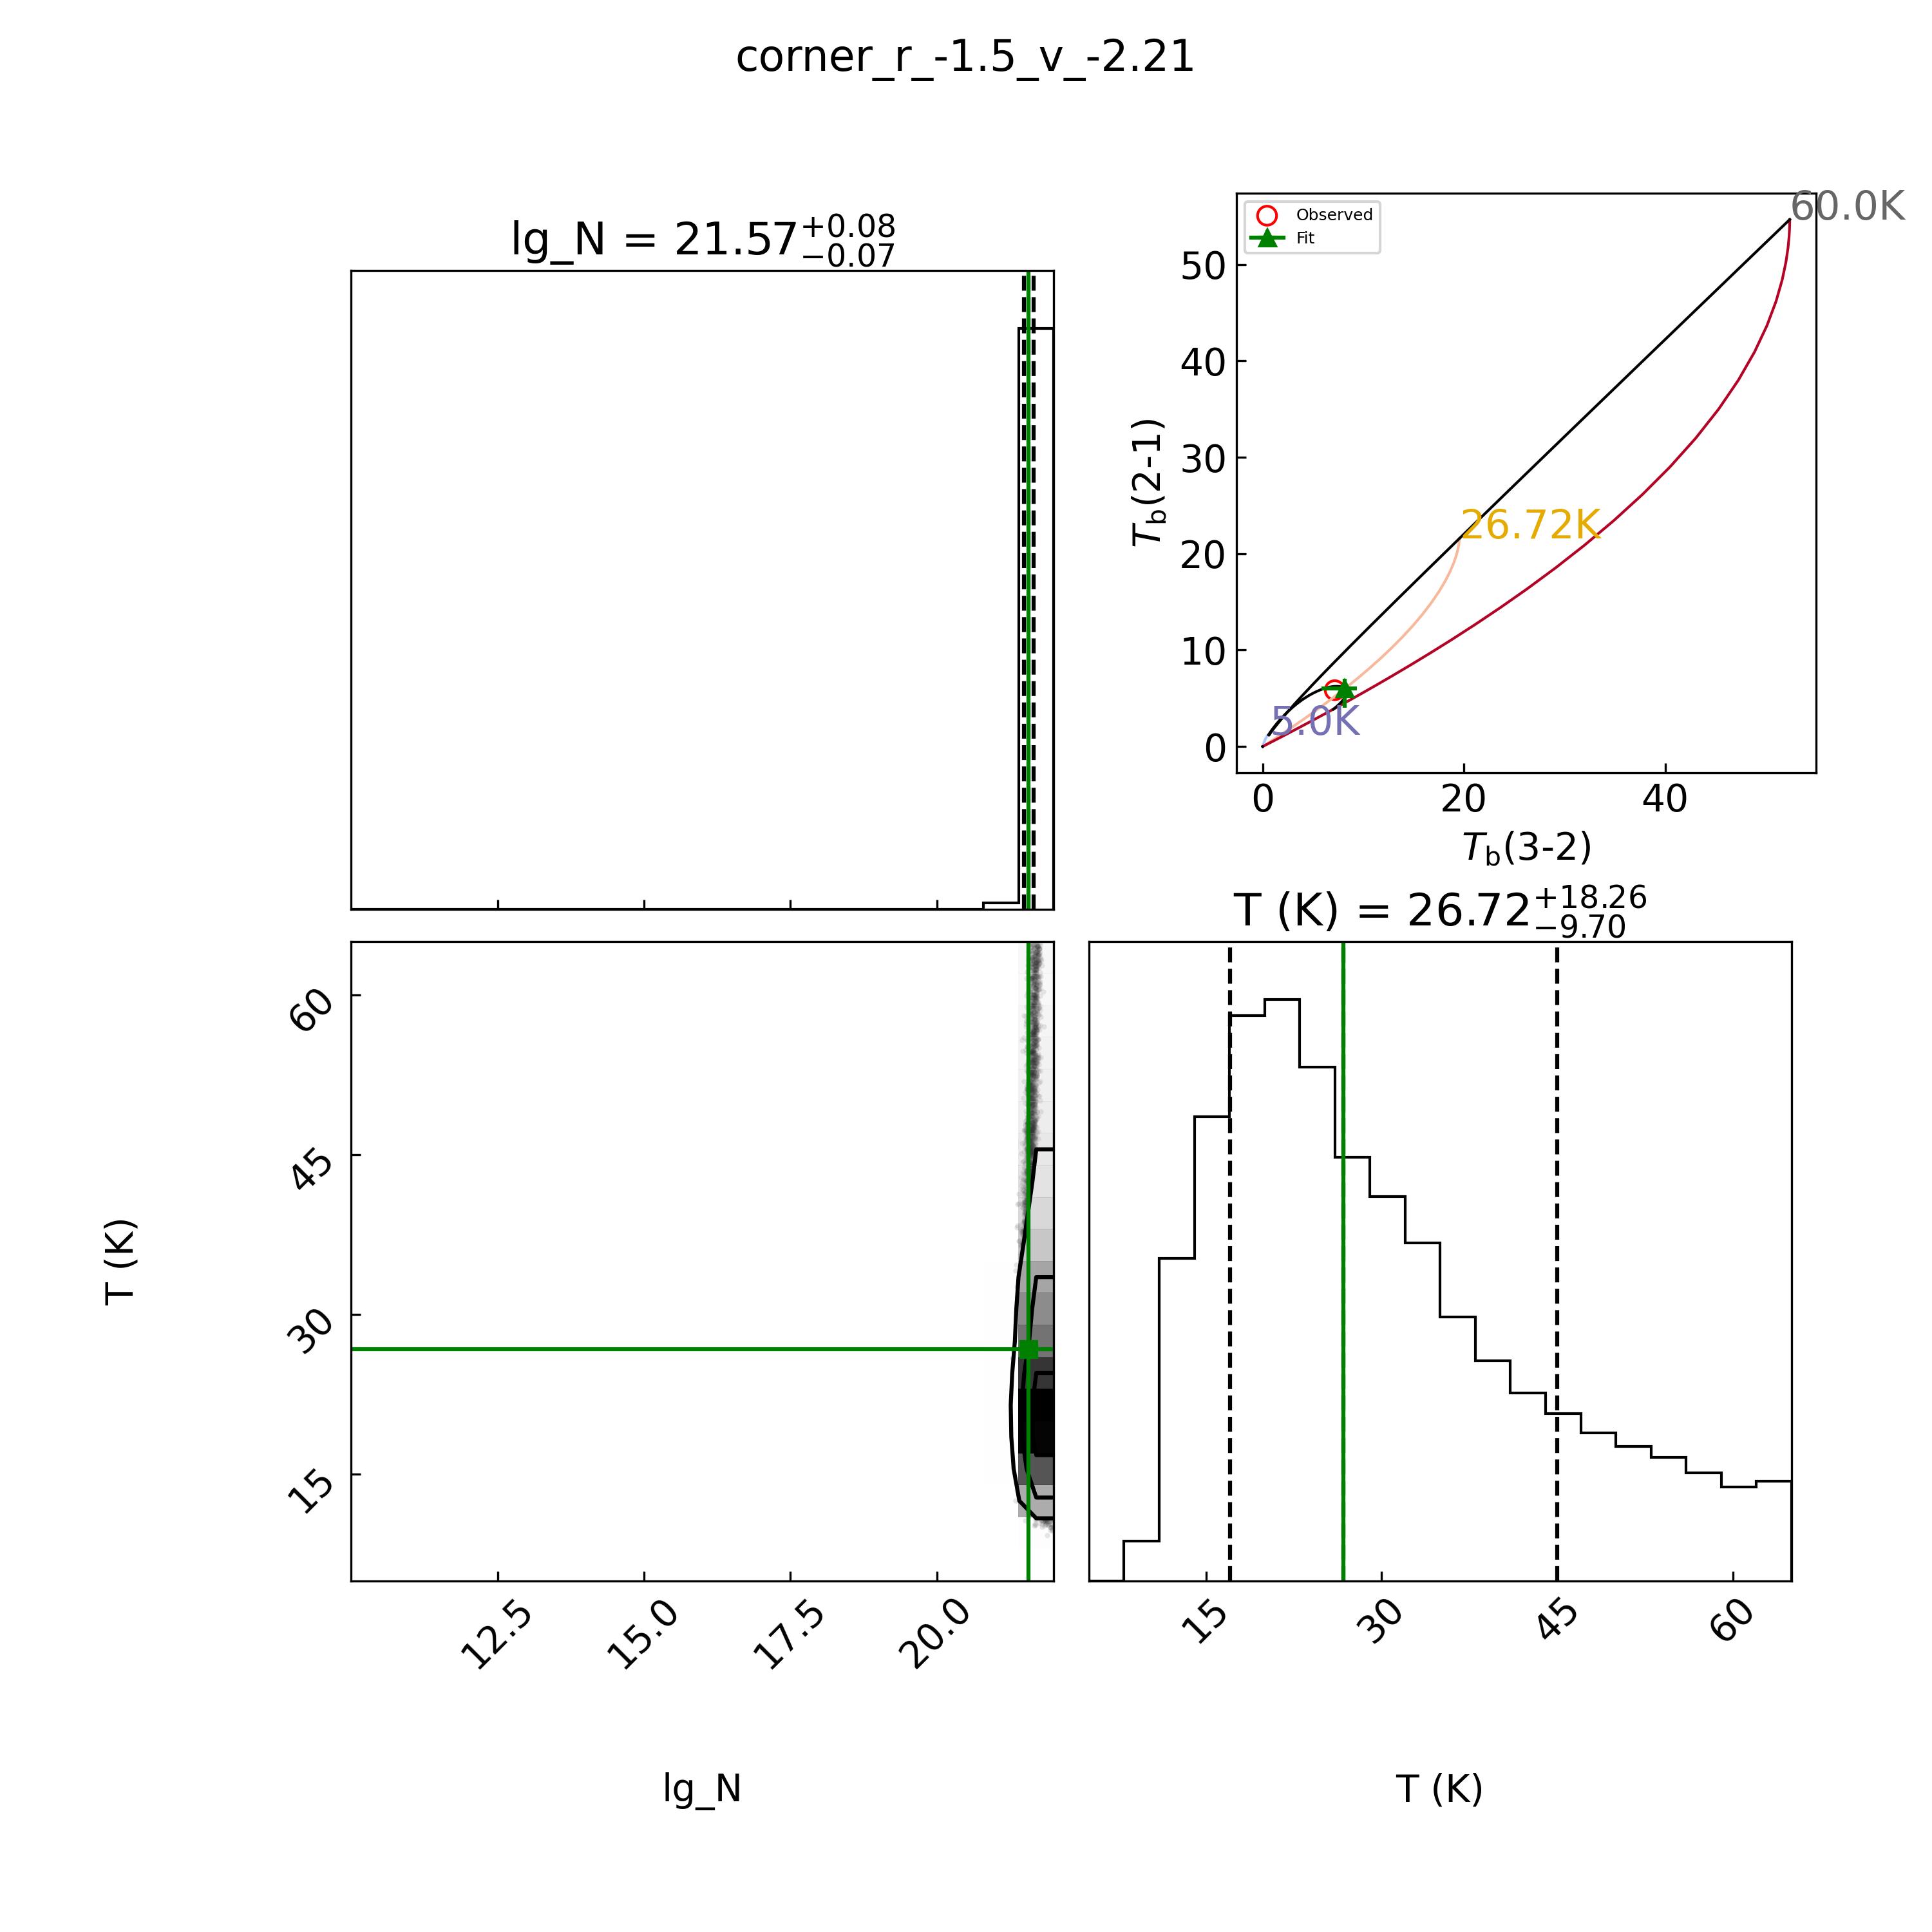 corner_r_-1.5_v_-2.21
lg_N = 21.57+0.08
−0.07
60.0K
Observed
Fit
50
40
30
26.72K
20
10
5.0K
0
Tb(2-1)
0 20 40
Tb(3-2)
T (K) = 26.72+18.26
−9.70
60
45
30
15
T (K)
12.5 15.0 17.5 20.0
15 30 45 60
lg_N
T (K)